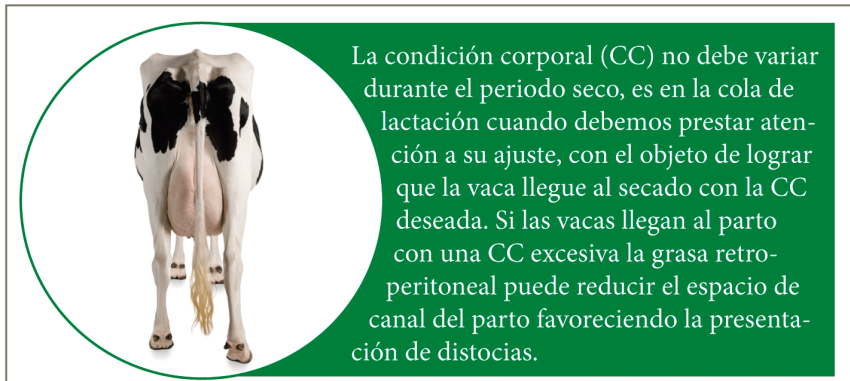 La condición corporal (CC) no debe variar
durante el periodo seco, es en la cola de
lactación cuando debemos prestar aten-
ción a su ajuste, con el objeto de lograr
que la vaca llegue al secado con la CC
deseada. Si las vacas llegan al parto
con una CC excesiva la grasa retro-
peritoneal puede reducir el espacio de
canal del parto favoreciendo la presenta-
ción de distocias.